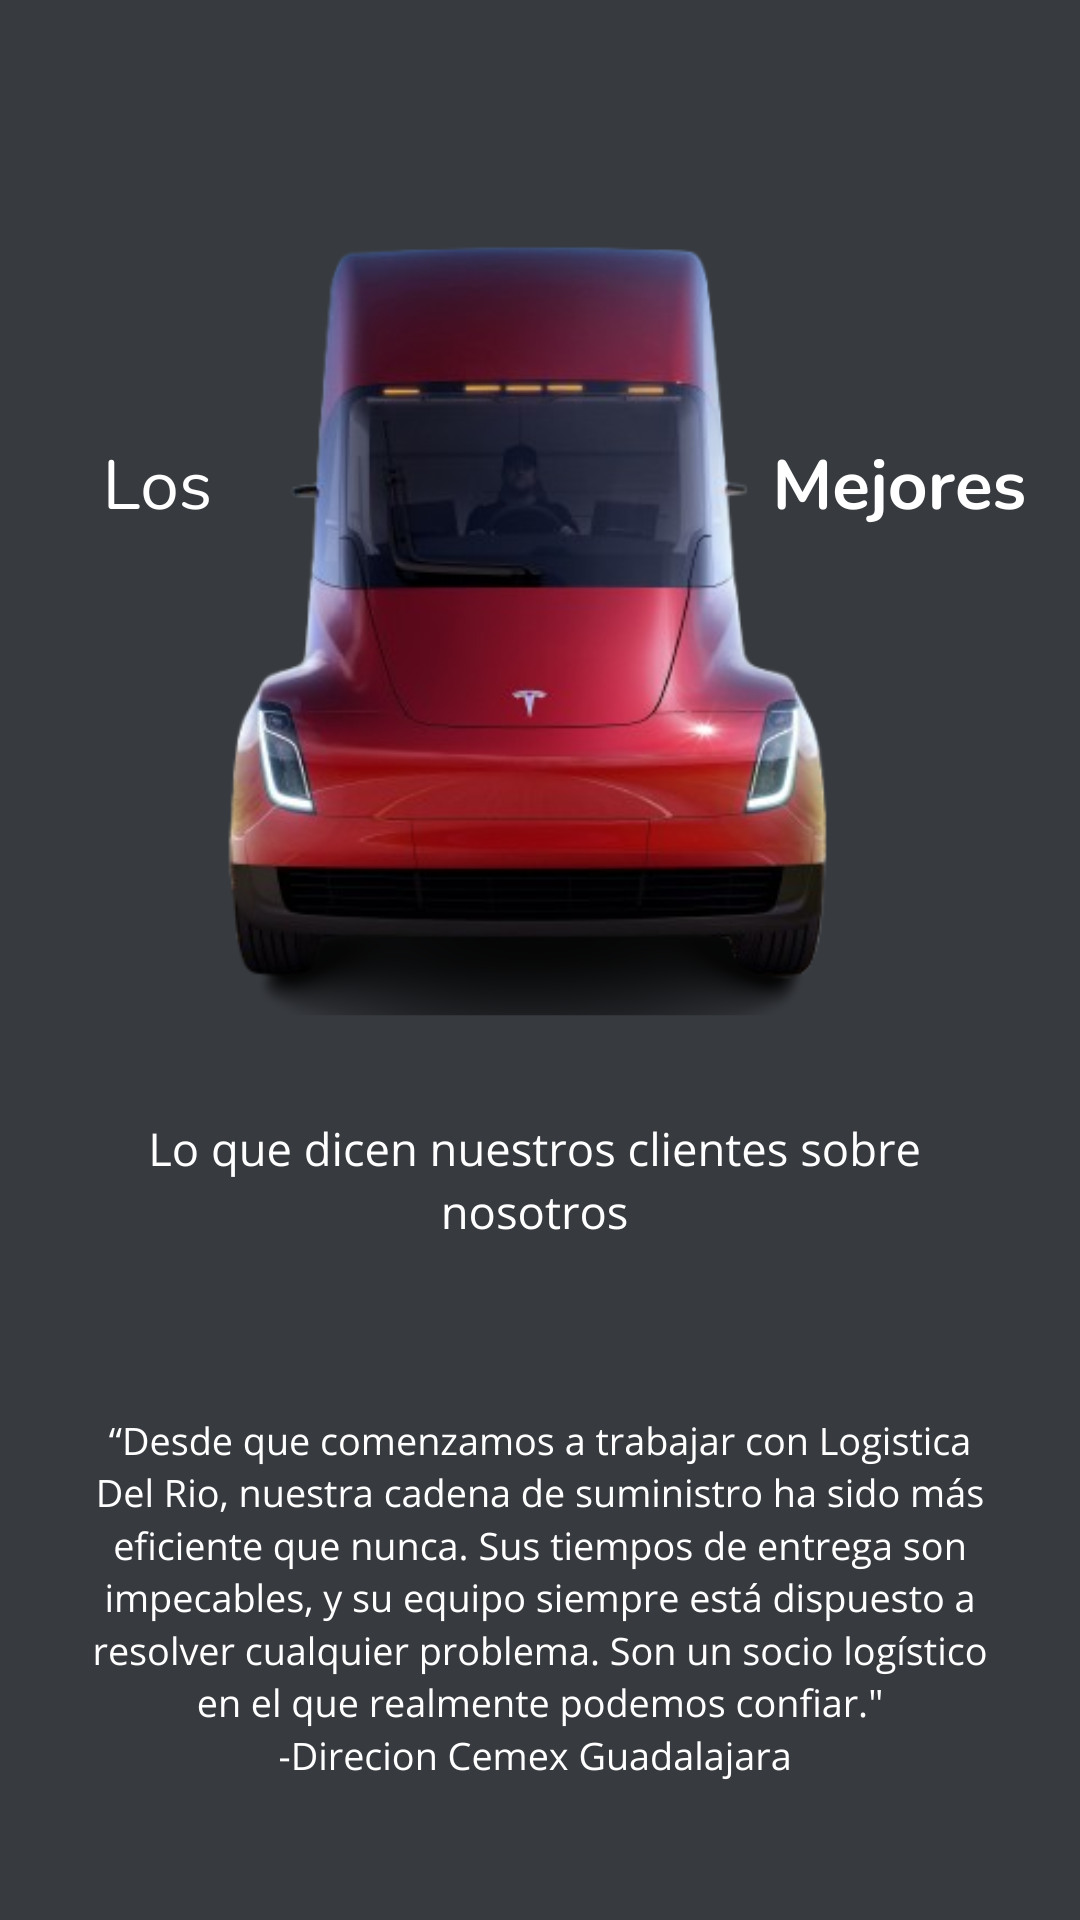 Los Mejores
Lo que dicen nuestros clientes sobre
nosotros
“Desde que comenzamos a trabajar con Logistica
Del Rio, nuestra cadena de suministro ha sido más
eficiente que nunca. Sus tiempos de entrega son
impecables, y su equipo siempre está dispuesto a
resolver cualquier problema. Son un socio logístico
en el que realmente podemos confiar."
-Direcion Cemex Guadalajara